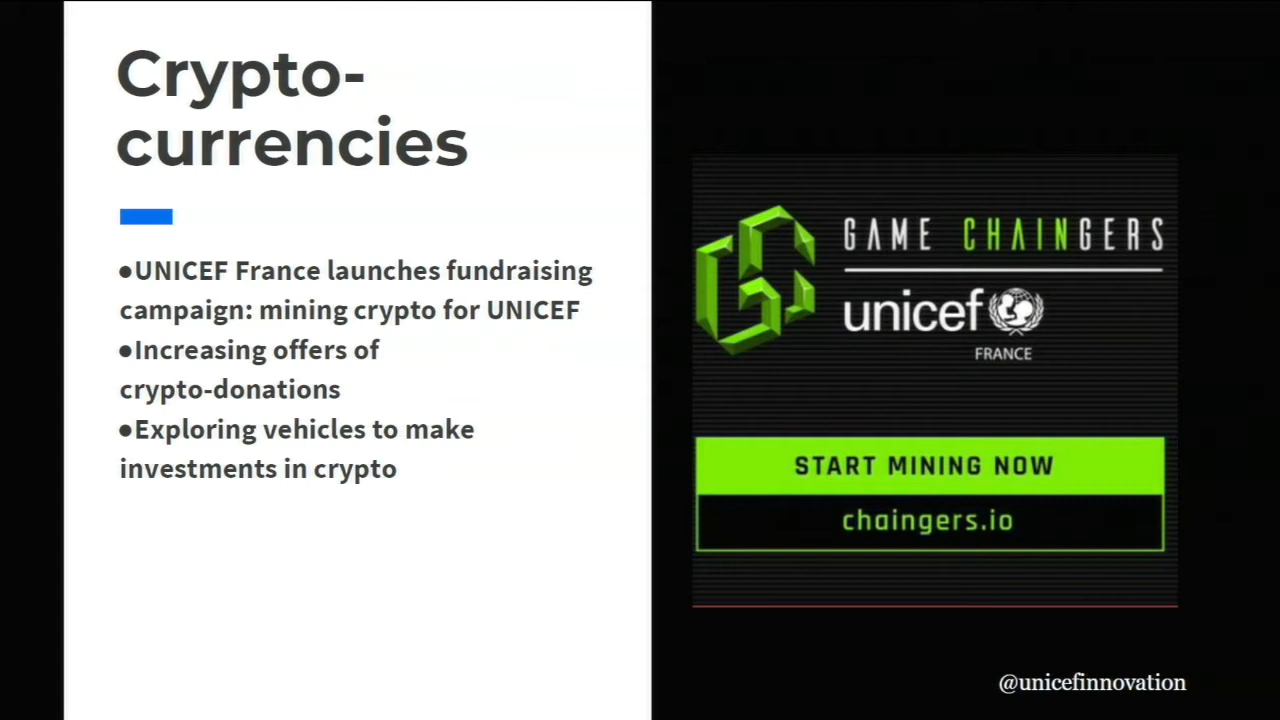 Crypto-
currencies
●UNICEF France launches fundraising
campaign: mining crypto for UNICEF
●Increasing offers of
crypto-donations
●Exploring vehicles to make
investments in crypto
GAME CHAINGERS
unicef
FRANCE
START MINING NOW
chaingers.io
@unicefinnovation